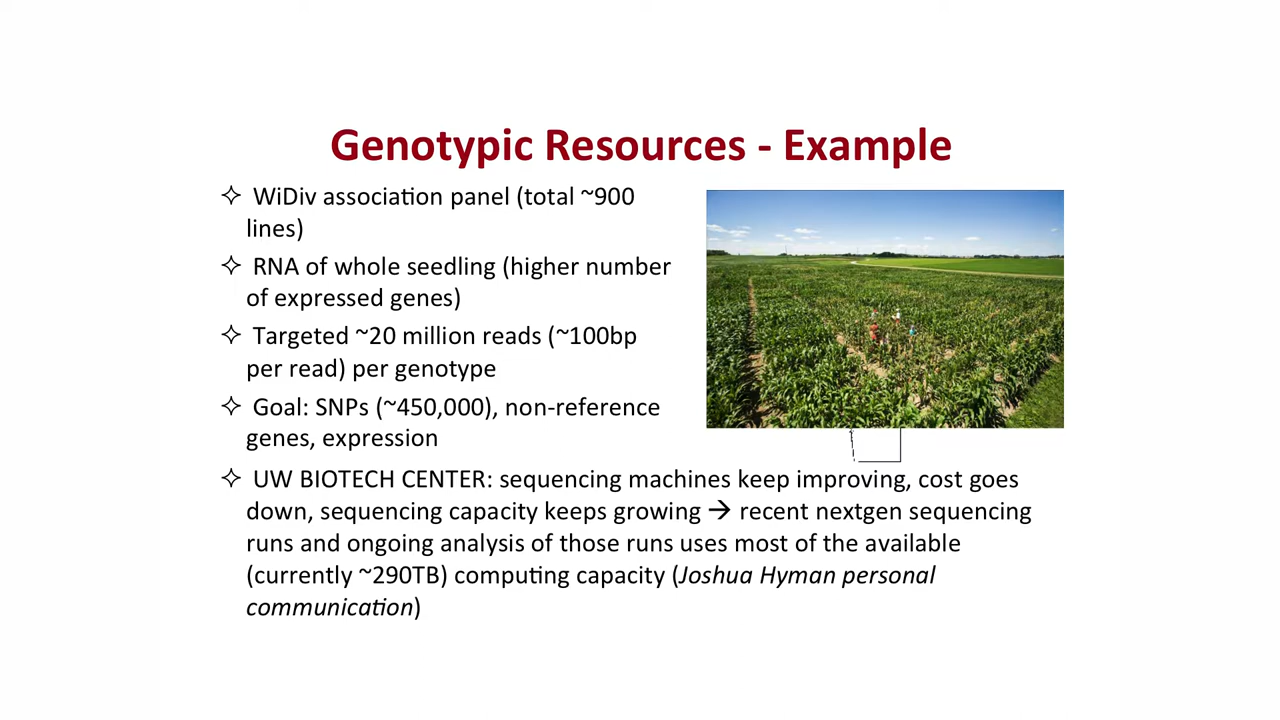 Genotypic Resources - Example
✧ WiDiv association panel (total ~900
lines)
✧ RNA of whole seedling (higher number
of expressed genes)
✧ Targeted ~20 million reads (~100bp
per read) per genotype
✧ Goal: SNPs (~450,000), non-reference
genes, expression
✧ UW BIOTECH CENTER: sequencing machines keep improving, cost goes
down, sequencing capacity keeps growing → recent nextgen sequencing
runs and ongoing analysis of those runs uses most of the available
(currently ~290TB) computing capacity (Joshua Hyman personal
communication)